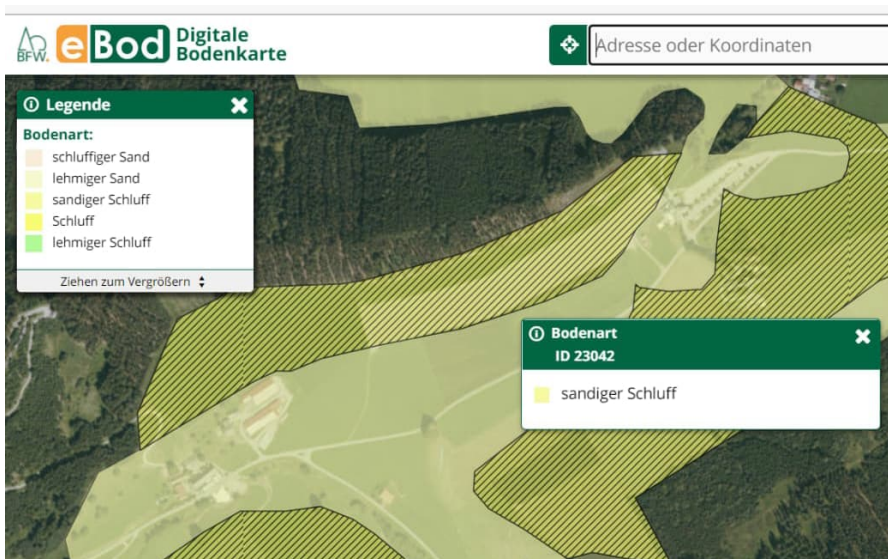 BFW.
eBod
Digitale
Bodenkarte
Adresse oder Koordinaten
Legende
Bodenart:
schluffiger Sand
lehmiger Sand
sandiger Schluff
Schluff
lehmiger Schluff
Ziehen zum Vergrößern
Bodenart
ID 23042
sandiger Schluff